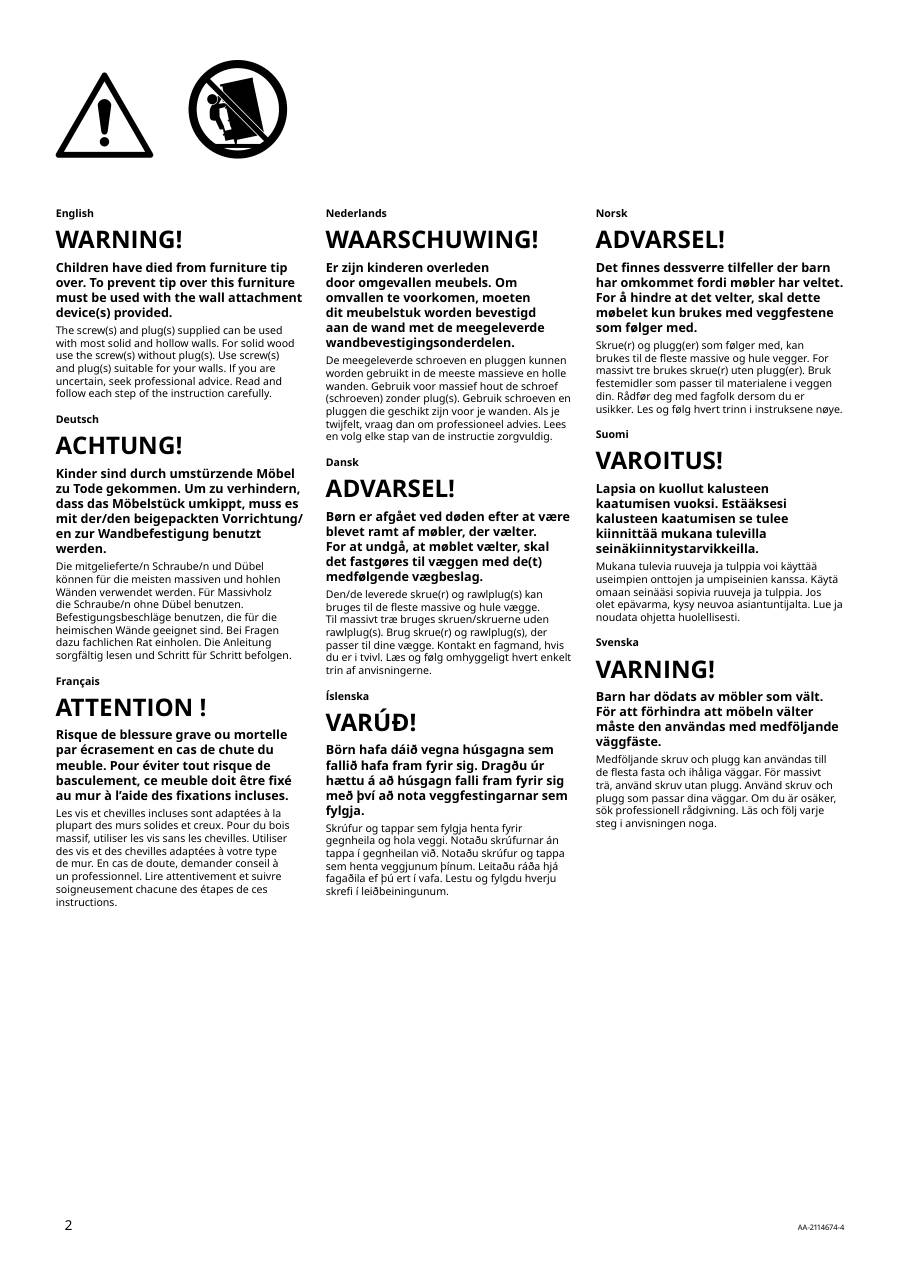 English
WARNING!
Children have died from furniture tip
over. To prevent tip over this furniture
must be used with the wall attachment
device(s) provided.
The screw(s) and plug(s) supplied can be used
with most solid and hollow walls. For solid wood
use the screw(s) without plug(s). Use screw(s)
and plug(s) suitable for your walls. If you are
uncertain, seek professional advice. Read and
follow each step of the instruction carefully.
Deutsch
ACHTUNG!
Kinder sind durch umstürzende Möbel
zu Tode gekommen. Um zu verhindern,
dass das Möbelstück umkippt, muss es
mit der/den beigepackten Vorrichtung/
en zur Wandbefestigung benutzt
werden.
Die mitgelieferte/n Schraube/n und Dübel
können für die meisten massiven und hohlen
Wänden verwendet werden. Für Massivholz
die Schraube/n ohne Dübel benutzen.
Befestigungsbeschläge benutzen, die für die
heimischen Wände geeignet sind. Bei Fragen
dazu fachlichen Rat einholen. Die Anleitung
sorgfältig lesen und Schritt für Schritt befolgen.
Français
ATTENTION !
Risque de blessure grave ou mortelle
par écrasement en cas de chute du
meuble. Pour éviter tout risque de
basculement, ce meuble doit être fixé
au mur à l’aide des fixations incluses.
Les vis et chevilles incluses sont adaptées à la
plupart des murs solides et creux. Pour du bois
massif, utiliser les vis sans les chevilles. Utiliser
des vis et des chevilles adaptées à votre type
de mur. En cas de doute, demander conseil à
un professionnel. Lire attentivement et suivre
soigneusement chacune des étapes de ces
instructions.
Nederlands
WAARSCHUWING!
Er zijn kinderen overleden
door omgevallen meubels. Om
omvallen te voorkomen, moeten
dit meubelstuk worden bevestigd
aan de wand met de meegeleverde
wandbevestigingsonderdelen.
De meegeleverde schroeven en pluggen kunnen
worden gebruikt in de meeste massieve en holle
wanden. Gebruik voor massief hout de schroef
(schroeven) zonder plug(s). Gebruik schroeven en
pluggen die geschikt zijn voor je wanden. Als je
twijfelt, vraag dan om professioneel advies. Lees
en volg elke stap van de instructie zorgvuldig.
Dansk
ADVARSEL!
Børn er afgået ved døden efter at være
blevet ramt af møbler, der vælter.
For at undgå, at møblet vælter, skal
det fastgøres til væggen med de(t)
medfølgende vægbeslag.
Den/de leverede skrue(r) og rawlplug(s) kan
bruges til de fleste massive og hule vægge.
Til massivt træ bruges skruen/skruerne uden
rawlplug(s). Brug skrue(r) og rawlplug(s), der
passer til dine vægge. Kontakt en fagmand, hvis
du er i tvivl. Læs og følg omhyggeligt hvert enkelt
trin af anvisningerne.
Íslenska
VARÚÐ!
Börn hafa dáið vegna húsgagna sem
fallið hafa fram fyrir sig. Dragðu úr
hættu á að húsgagn falli fram fyrir sig
með því að nota veggfestingarnar sem
fylgja.
Skrúfur og tappar sem fylgja henta fyrir
gegnheila og hola veggi. Notaðu skrúfurnar án
tappa í gegnheilan við. Notaðu skrúfur og tappa
sem henta veggjunum þínum. Leitaðu ráða hjá
fagaðila ef þú ert í vafa. Lestu og fylgdu hverju
skrefi í leiðbeiningunum.
Norsk
ADVARSEL!
Det finnes dessverre tilfeller der barn
har omkommet fordi møbler har veltet.
For å hindre at det velter, skal dette
møbelet kun brukes med veggfestene
som følger med.
Skrue(r) og plugg(er) som følger med, kan
brukes til de fleste massive og hule vegger. For
massivt tre brukes skrue(r) uten plugg(er). Bruk
festemidler som passer til materialene i veggen
din. Rådfør deg med fagfolk dersom du er
usikker. Les og følg hvert trinn i instruksene nøye.
Suomi
VAROITUS!
Lapsia on kuollut kalusteen
kaatumisen vuoksi. Estääksesi
kalusteen kaatumisen se tulee
kiinnittää mukana tulevilla
seinäkiinnitystarvikkeilla.
Mukana tulevia ruuveja ja tulppia voi käyttää
useimpien onttojen ja umpiseinien kanssa. Käytä
omaan seinääsi sopivia ruuveja ja tulppia. Jos
olet epävarma, kysy neuvoa asiantuntijalta. Lue ja
noudata ohjetta huolellisesti.
Svenska
VARNING!
Barn har dödats av möbler som vält.
För att förhindra att möbeln välter
måste den användas med medföljande
väggfäste.
Medföljande skruv och plugg kan användas till
de flesta fasta och ihåliga väggar. För massivt
trä, använd skruv utan plugg. Använd skruv och
plugg som passar dina väggar. Om du är osäker,
sök professionell rådgivning. Läs och följ varje
steg i anvisningen noga.
2
AA-2114674-4